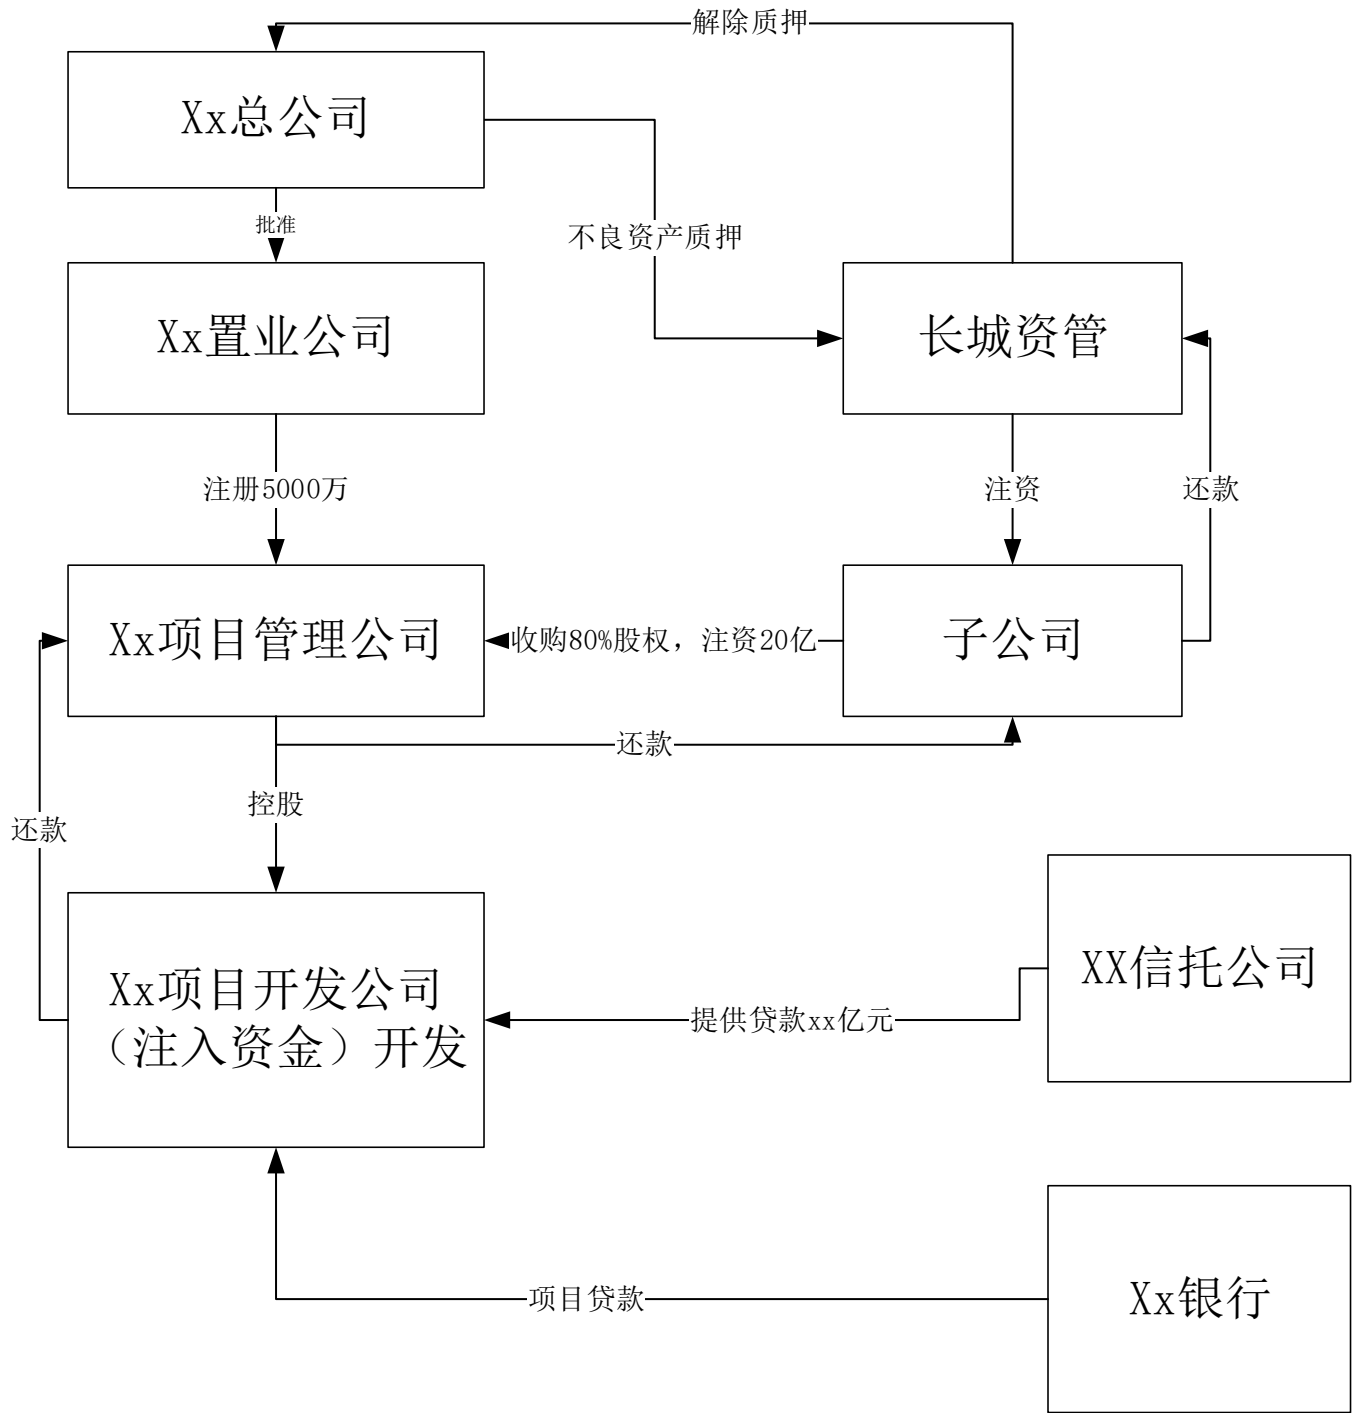 解除质押
Xx总公司
批准
不良资产质押
Xx置业公司
长城资管
注册5000万
注资
还款
Xx项目管理公司
收购80%股权，注资20亿
子公司
还款
控股
还款
Xx项目开发公司
（注入资金）开发
XX信托公司
提供贷款xx亿元
项目贷款
Xx银行